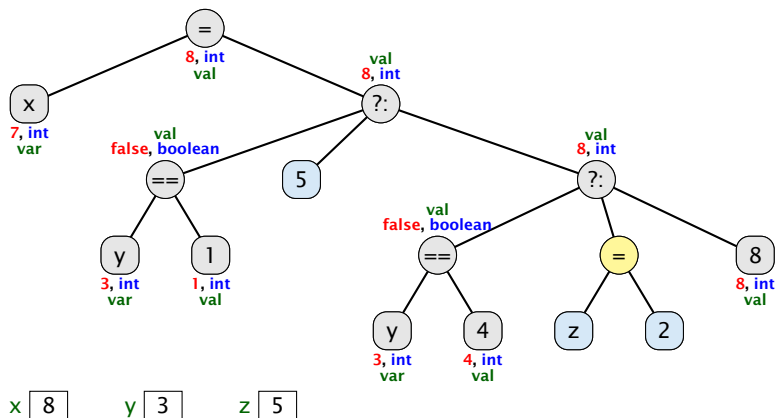 =
8, int
val
val
8, int
x
?:
7, int
var
val
false, boolean
val
8, int
==
5
?:
val
false, boolean
y
1
==
=
8
3, int
var
1, int
val
8, int
val
y
4
z
2
3, int
var
4, int
val
x 8 y 3 z 5